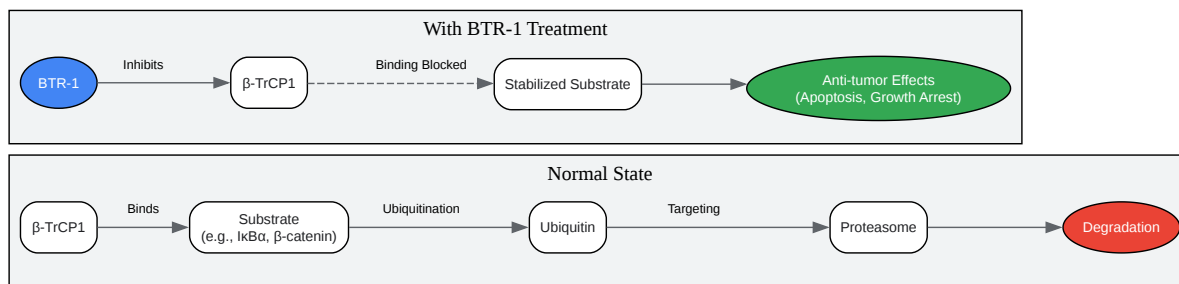 With BTR-1 Treatment
BTR-1
Inhibits
β-TrCP1
Binding Blocked
Stabilized Substrate
Anti-tumor Effects
(Apoptosis, Growth Arrest)
Normal State
β-TrCP1
Binds
Substrate
(e.g., IκBα, β-catenin)
Ubiquitination
Ubiquitin
Targeting
Proteasome
Degradation